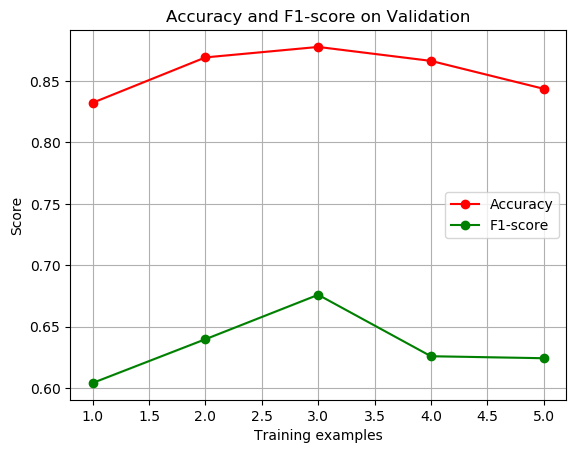 Accuracy and F1-score on Validation
Score
0.85
0.80
0.75
0.70
0.65
0.60
Accuracy
F1-score
1.0 1.5 2.0 2.5 3.0 3.5 4.0 4.5 5.0
Training examples